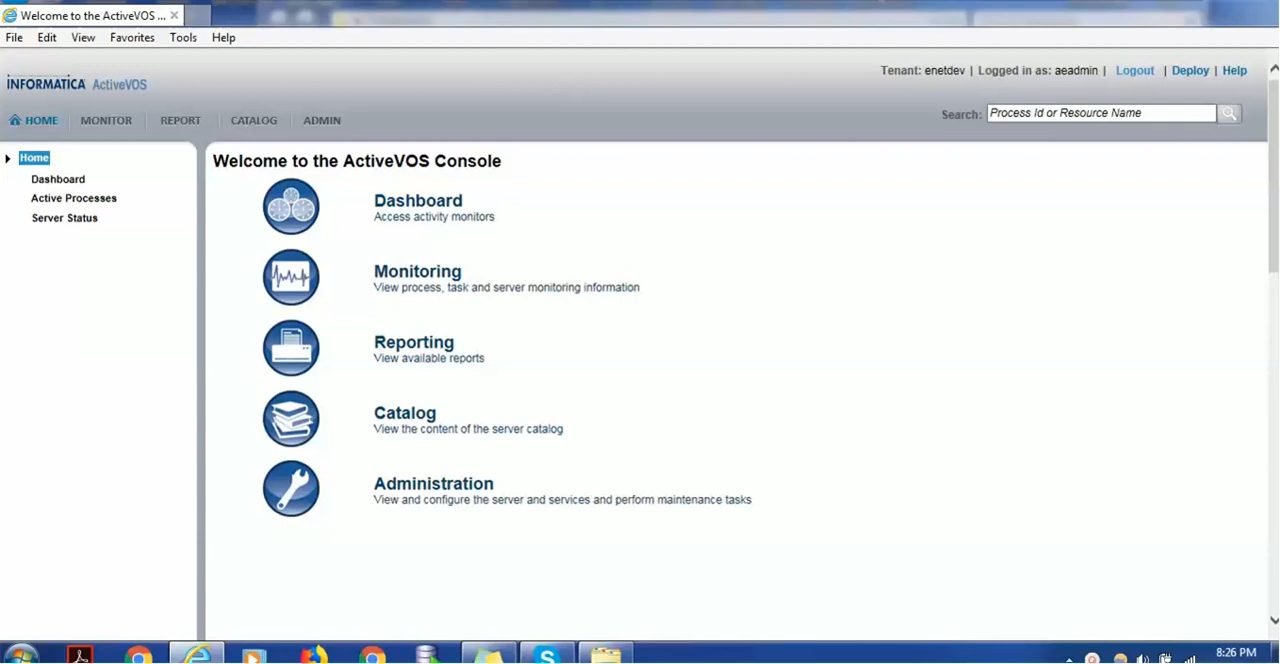 Welcome to the ActiveVOS ...
File Edit View Favorites Tools Help
Tenant: enetdev | Logged in as: aeadmin | Logout | Deploy | Help
INFORMATICA ActiveVOS
HOME MONITOR REPORT CATALOG ADMIN
Search: Process Id or Resource Name
Home
Dashboard
Active Processes
Server Status
Welcome to the ActiveVOS Console
Dashboard
Access activity monitors
Monitoring
View process, task and server monitoring information
Reporting
View available reports
Catalog
View the content of the server catalog
Administration
View and configure the server and services and perform maintenance tasks
8:26 PM